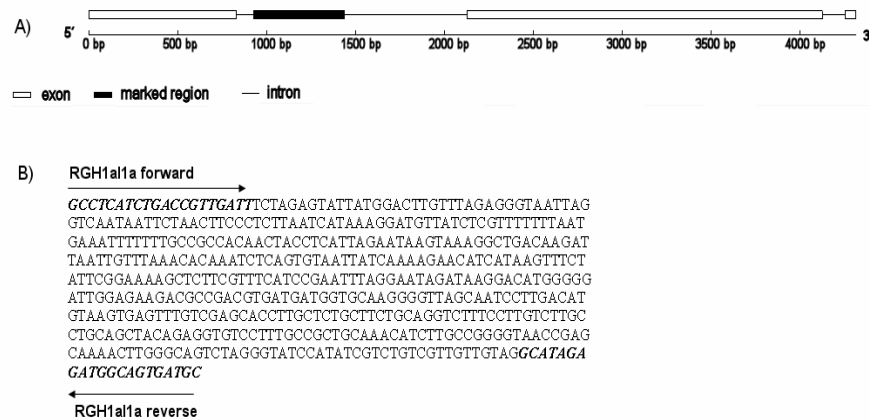 A)
5′
0 bp 500 bp 1000 bp 1500 bp 2000 bp 2500 bp 3000 bp 3500 bp 4000 bp 3
exon marked region intron
B)
RGH1al1a forward
GCCTCATCTGACCGTTGATTTCTAGAGTATTATGGACTTGTTTAGAGGGTAATTAG
GTCAATAATTCTAACTTCCCTCTTAATCATAAAGGATGTTATCTCGTTTTTTTAAT
GAAATTTTTTTGCCGCCACAACTACCTCATTAGAATAAGTAAAGGCTGACAAGAT
TAATTGTTTAAACACAAATCTCAGTGTAATTATCAAAAGAACATCATAAGTTTCT
ATTCGGAAAAGCTCTTCGTTTCATCCGAATTTAGGAATAGATAAGGACATGGGGG
ATTGGAGAAGACGCCGACGTGATGATGGTGCAAGGGGTTAGCAATCCTTGACAT
GTAAGTGAGTTTGTCGAGCACCTTGCTCTGCTTCTGCAGGTCTTTCCTTGTCTTGC
CTGCAGCTACAGAGGTGTCCTTTGCCGCTGCAAACATCTTGCCGGGGTAACCGAG
CAAAACTTGGGCAGTCTAGGGTATCCATATCGTCTGTCGTTGTTGTAGGCATAGA
GATGGCAGTGATGC
RGH1al1a reverse